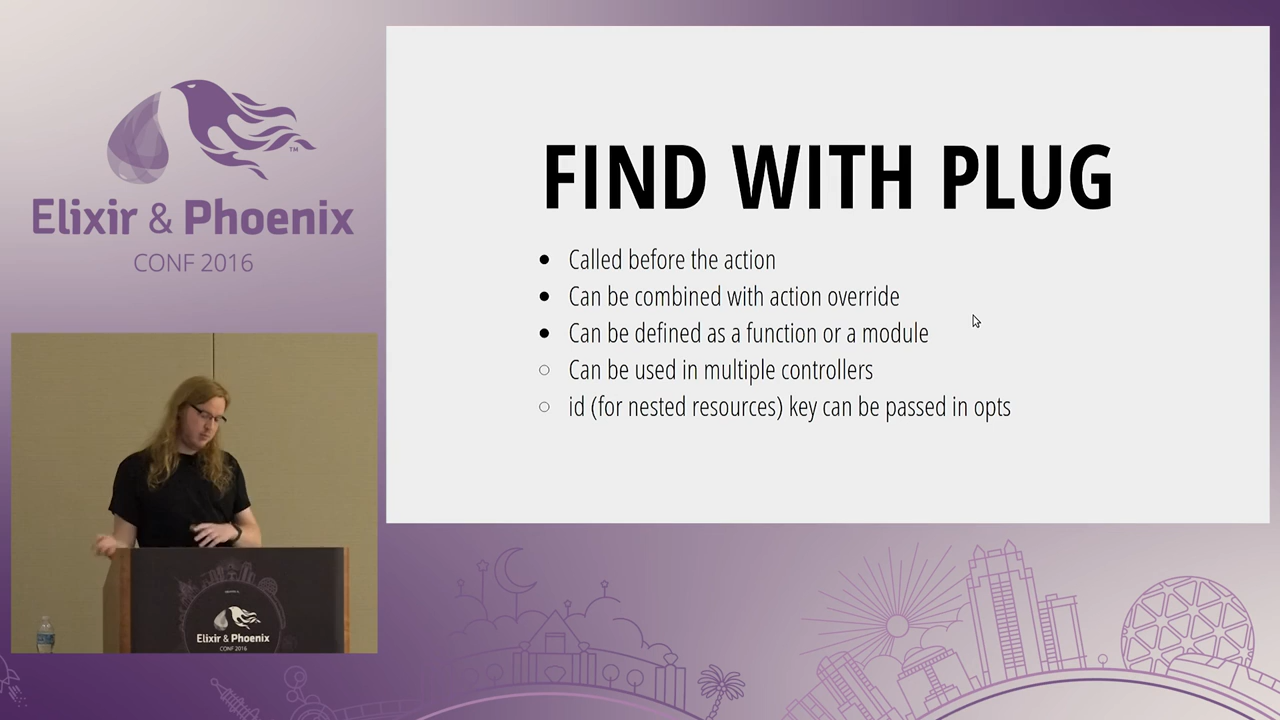 Elixir & Phoenix
TM
CONF 2016
FIND WITH PLUG
Called before the action
Can be combined with action override
Can be defined as a function or a module
Can be used in multiple controllers
id (for nested resources) key can be passed in opts
Elixir & Phoenix
CONF 2016